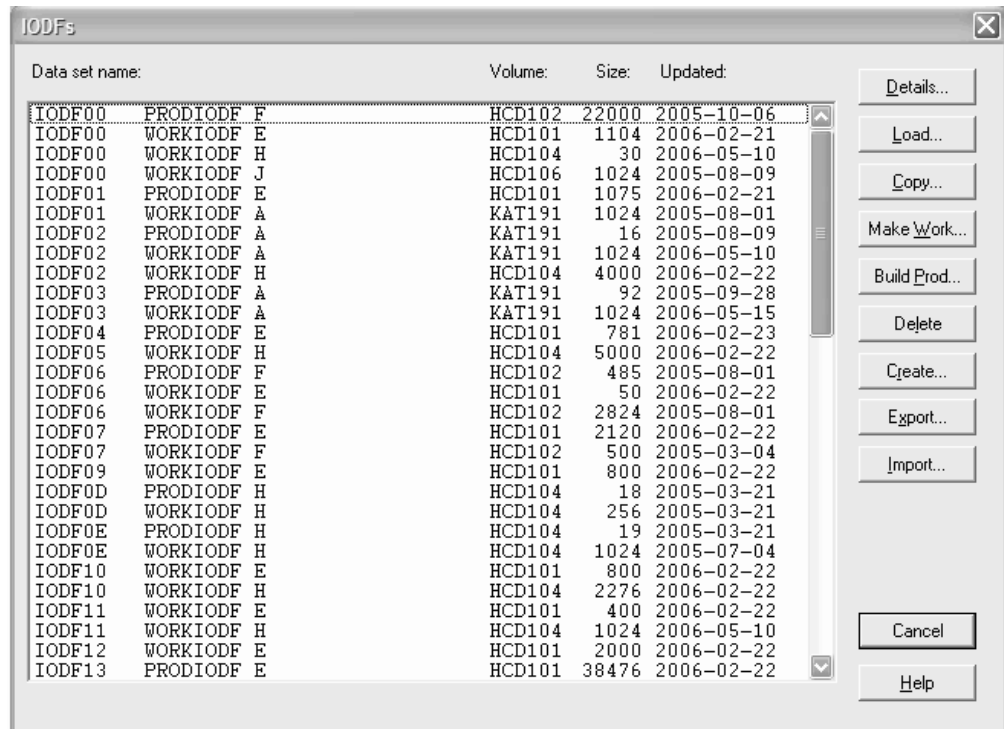 IODFs
Data set name: Volume: Size: Updated:
IODF00 PRODIODF F HCD102 22000 2005-10-06
IODF00 WORKIODF E HCD101 1104 2006-02-21
IODF00 WORKIODF H HCD104 30 2006-05-10
IODF00 WORKIODF J HCD106 1024 2005-08-09
IODF01 PRODIODF E HCD101 1075 2006-02-21
IODF01 WORKIODF A KAT191 1024 2005-08-01
IODF02 PRODIODF A KAT191 16 2005-08-09
IODF02 WORKIODF A KAT191 1024 2006-05-10
IODF02 WORKIODF H HCD104 4000 2006-02-22
IODF03 PRODIODF A KAT191 92 2005-09-28
IODF03 WORKIODF A KAT191 1024 2006-05-15
IODF04 PRODIODF E HCD101 781 2006-02-23
IODF05 WORKIODF H HCD104 5000 2006-02-22
IODF06 PRODIODF F HCD102 485 2005-08-01
IODF06 WORKIODF E HCD101 50 2006-02-22
IODF06 WORKIODF F HCD102 2824 2005-08-01
IODF07 PRODIODF E HCD101 2120 2006-02-22
IODF07 WORKIODF F HCD102 500 2005-03-04
IODF09 WORKIODF E HCD101 800 2006-02-22
IODF0D PRODIODF H HCD104 18 2005-03-21
IODF0D WORKIODF H HCD104 256 2005-03-21
IODF0E PRODIODF H HCD104 19 2005-03-21
IODF0E WORKIODF H HCD104 1024 2005-07-04
IODF10 WORKIODF E HCD101 800 2006-02-22
IODF10 WORKIODF H HCD104 2276 2006-02-22
IODF11 WORKIODF E HCD101 400 2006-02-22
IODF11 WORKIODF H HCD104 1024 2006-05-10
IODF12 WORKIODF E HCD101 2000 2006-02-22
IODF13 PRODIODF E HCD101 38476 2006-02-22
Details...
Load...
Copy...
Make Work...
Build Prod...
Delete
Create...
Export...
Import...
Cancel
Help